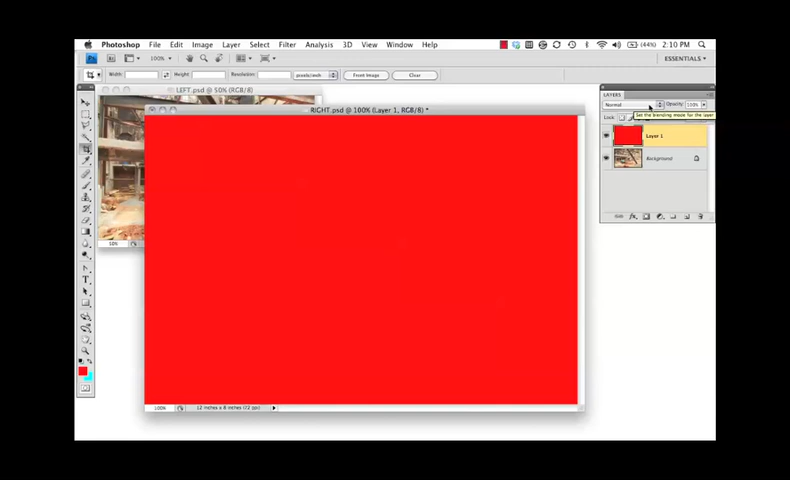 Photoshop File Edit Image Layer Select Filter Analysis 3D View Window Help (44%) 2:10 PM
100% ESSENTIALS
Width: Height: Resolution: pixels/inch Front Image Clear
LEFT.psd @ 50% (RGB/8)
LAYERS
Normal Opacity: 100%
RIGHT.psd @ 100% (Layer 1, RGB/8) *
Set the blending mode for the layer
Lock:
Layer 1
Background
50%
100% 12 inches x 8 inches (72 ppi)